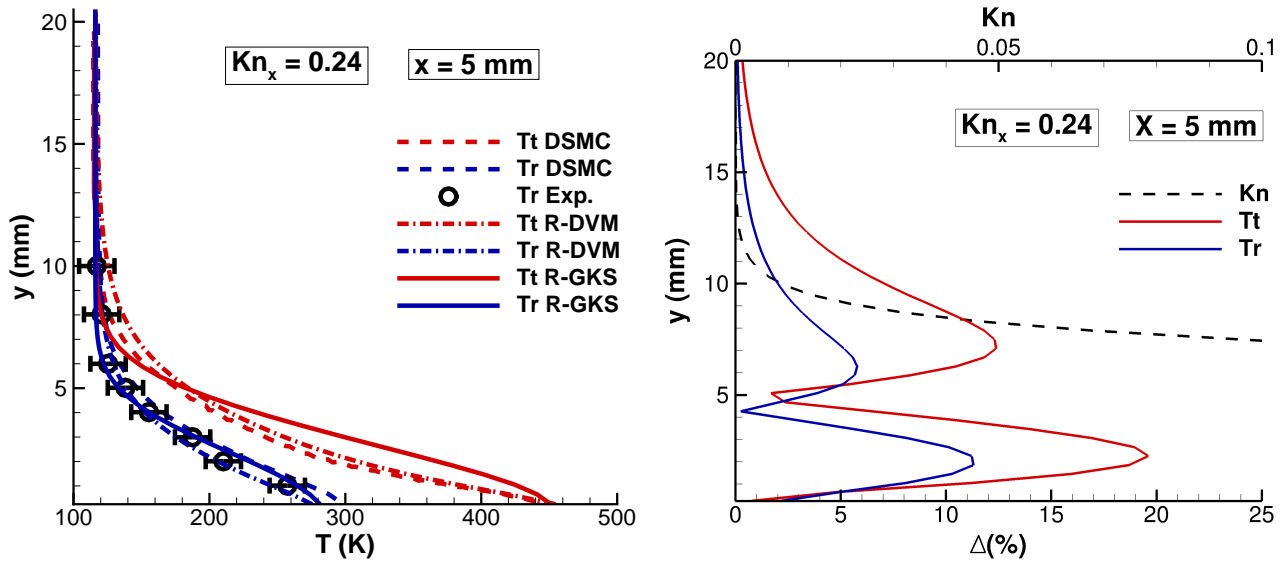 20
15
10
5
100
200
300
400
500
y (mm)
T (K)
Kn_x = 0.24
x = 5 mm
Tt DSMC
Tr DSMC
Tr Exp.
Tt R-DVM
Tr R-DVM
Tt R-GKS
Tr R-GKS
Kn
0
0.05
0.1
20
15
10
5
0
5
10
15
20
25
y (mm)
Δ(%)
Kn_x = 0.24
X = 5 mm
Kn
Tt
Tr